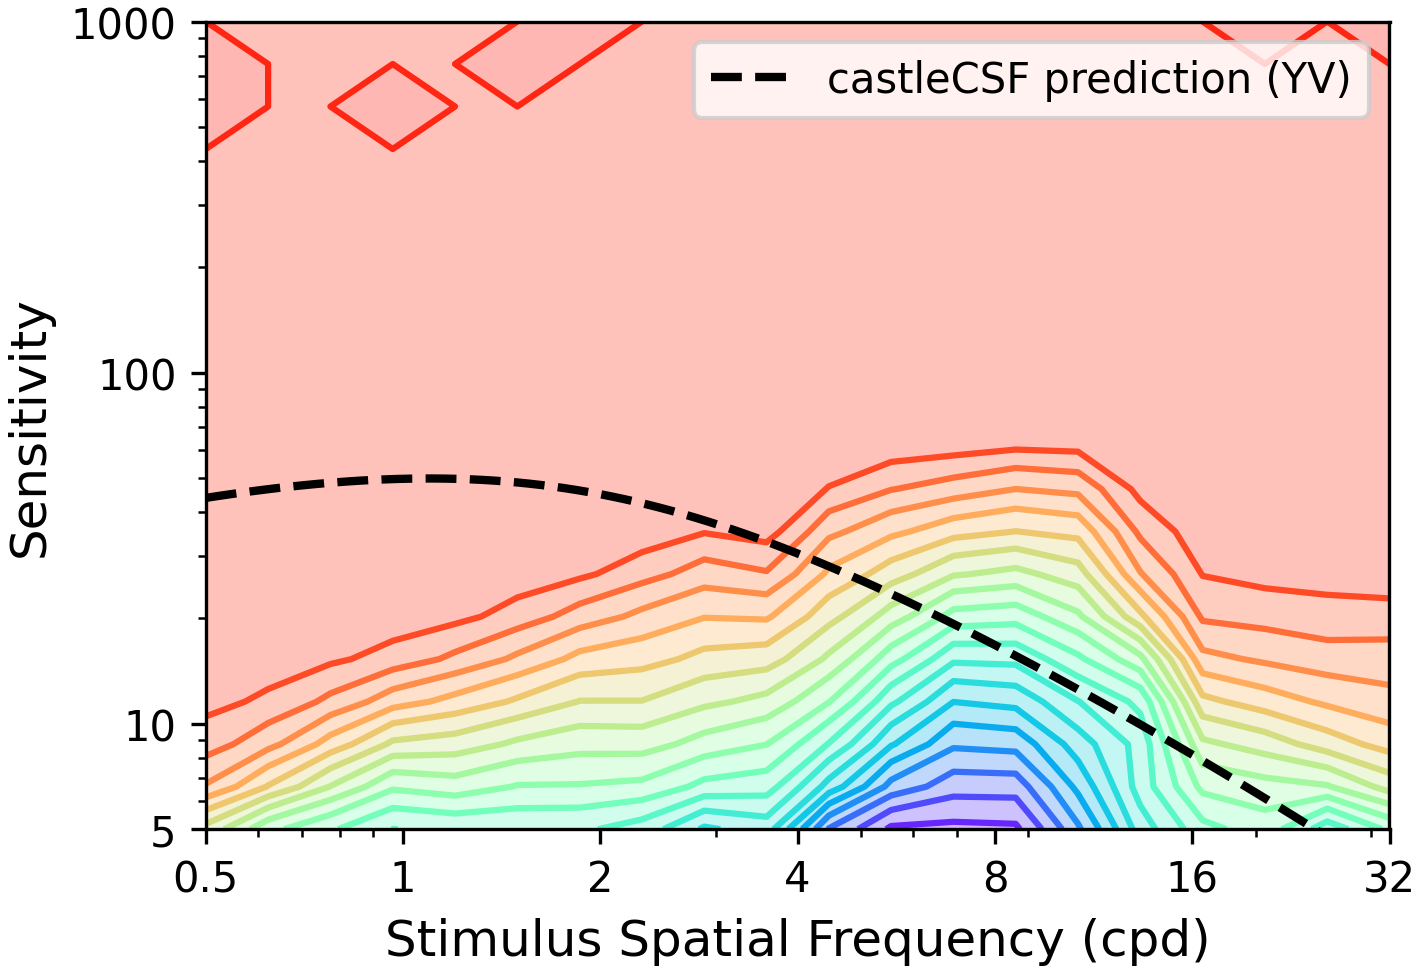 1000
castleCSF prediction (YV)
100
10
5
Sensitivity
0.5 1 2 4 8 16 32
Stimulus Spatial Frequency (cpd)